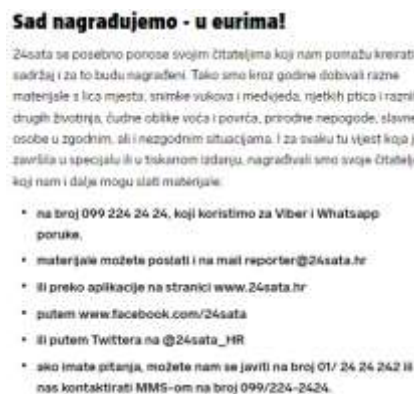 Sad nagrađujemo - u eurima!
24sata se posebno ponose svojim čitateljima koji nam pomažu kreirati
sadržaj i za to budu nagrađeni. Tako smo kroz godine dobivali razne
materijale s lica mjesta, snimke vukova i medvjeda, rijetkih ptica i raznih
drugih životinja, čudne oblike voća i povrća, prirodne nepogode, slavne
osobe u zgodnim, ali i nezgodnim situacijama. I za svaku tu vijest koja j
završila u specijalu ili u tiskanom izdanju, nagrađivali smo svoje čitatelj
koji nam i dalje mogu slati materijale:
• na broj 099 224 24 24, koji koristimo za Viber i Whatsapp
poruke.
• materijale možete poslati i na mail reporter@24sata.hr
• ili preko aplikacije na stranici www.24sata.hr
• putem www.facebook.com/24sata
• ili putem Twittera na @24sata_HR
• ako imate pitanja, možete nam se javiti na broj 01/ 24 24 242 ili
nas kontaktirati MMS-om na broj 099/224-2424.